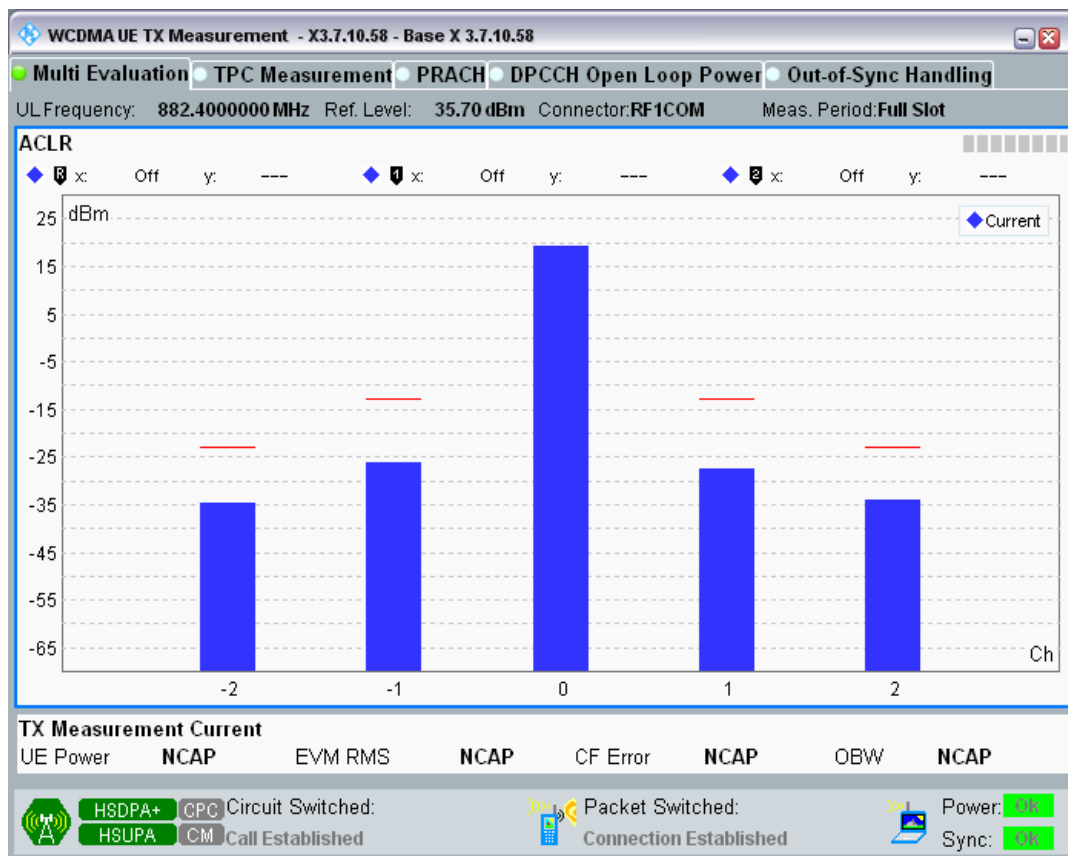 WCDMA UE TX Measurement - X3.7.10.58 - Base X 3.7.10.58
Multi Evaluation TPC Measurement PRACH DPCCH Open Loop Power Out-of-Sync Handling
UL Frequency: 882.4000000 MHz Ref. Level: 35.70 dBm Connector:RF1COM Meas. Period:Full Slot
ACLR
R x: Off y: --- 1 x: Off y: --- 2 x: Off y: ---
dBm
Current
25
15
5
-5
-15
-25
-35
-45
-55
-65
Ch
-2 -1 0 1 2
TX Measurement Current
UE Power NCAP EVM RMS NCAP CF Error NCAP OBW NCAP
HSDPA+ CPC Circuit Switched: Packet Switched: Power: OK
HSUPA CM Call Established Connection Established Sync: OK